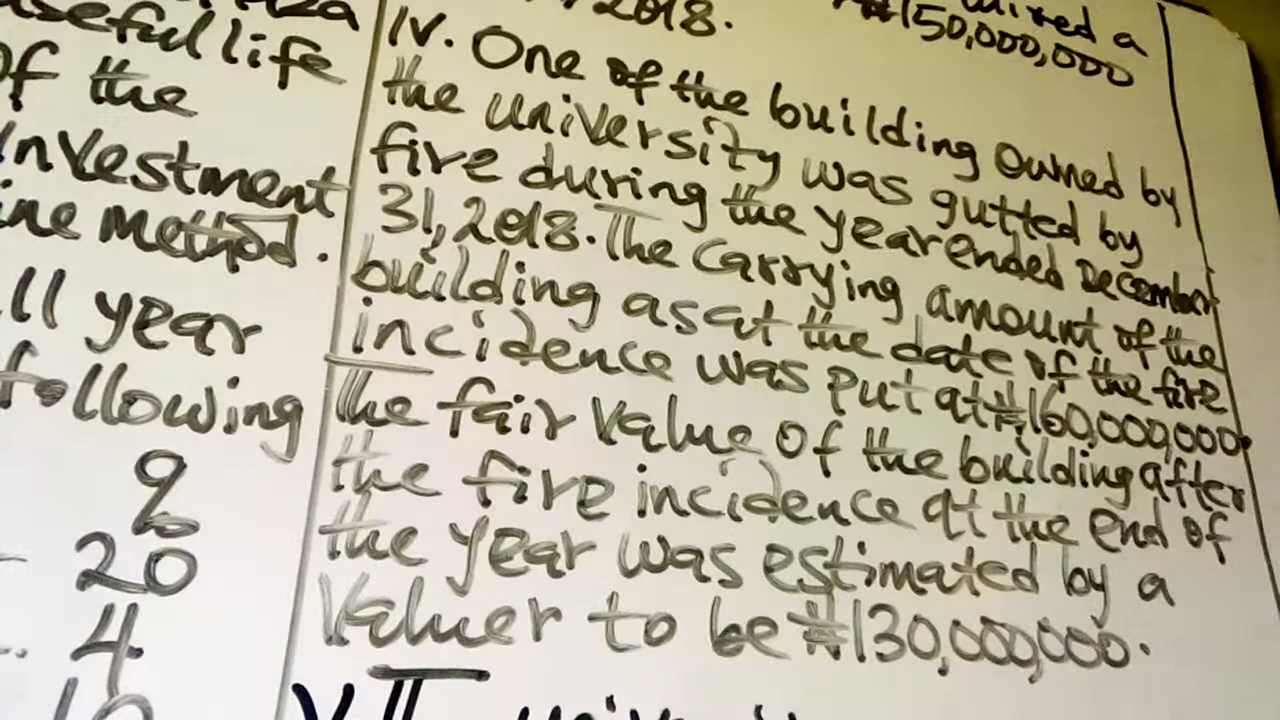 useful life
of the
investment
line method.
ll year
following
%
20
4
10
2018.
₦150,000,000
IV. One of the building owned by
the university was gutted by
fire during the year ended December
31, 2018. The Carrying amount of the
building as at the date of the fire
incidence was put at ₦160,000,000.
the fair value of the building after
the fire incidence at the end of
the year was estimated by a
Valuer to be ₦130,000,000.
V